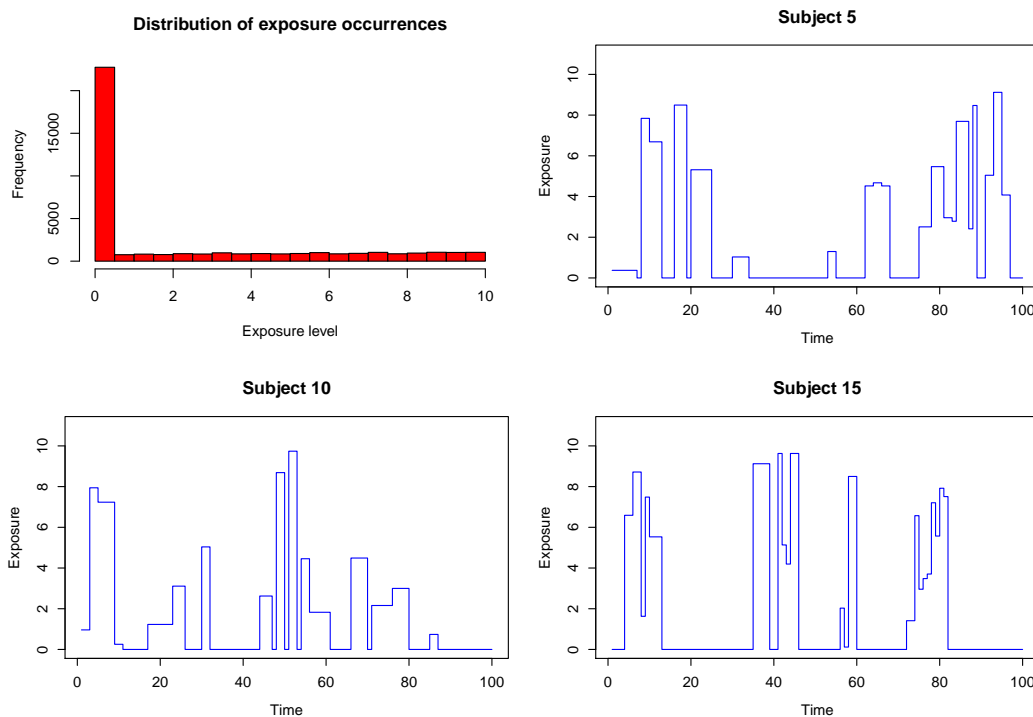 Distribution of exposure occurrences
Frequency
0 5000 15000
0 2 4 6 8 10
Exposure level
Subject 5
Exposure
0 2 4 6 8 10
0 20 40 60 80 100
Time
Subject 10
Exposure
0 2 4 6 8 10
0 20 40 60 80 100
Time
Subject 15
Exposure
0 2 4 6 8 10
0 20 40 60 80 100
Time